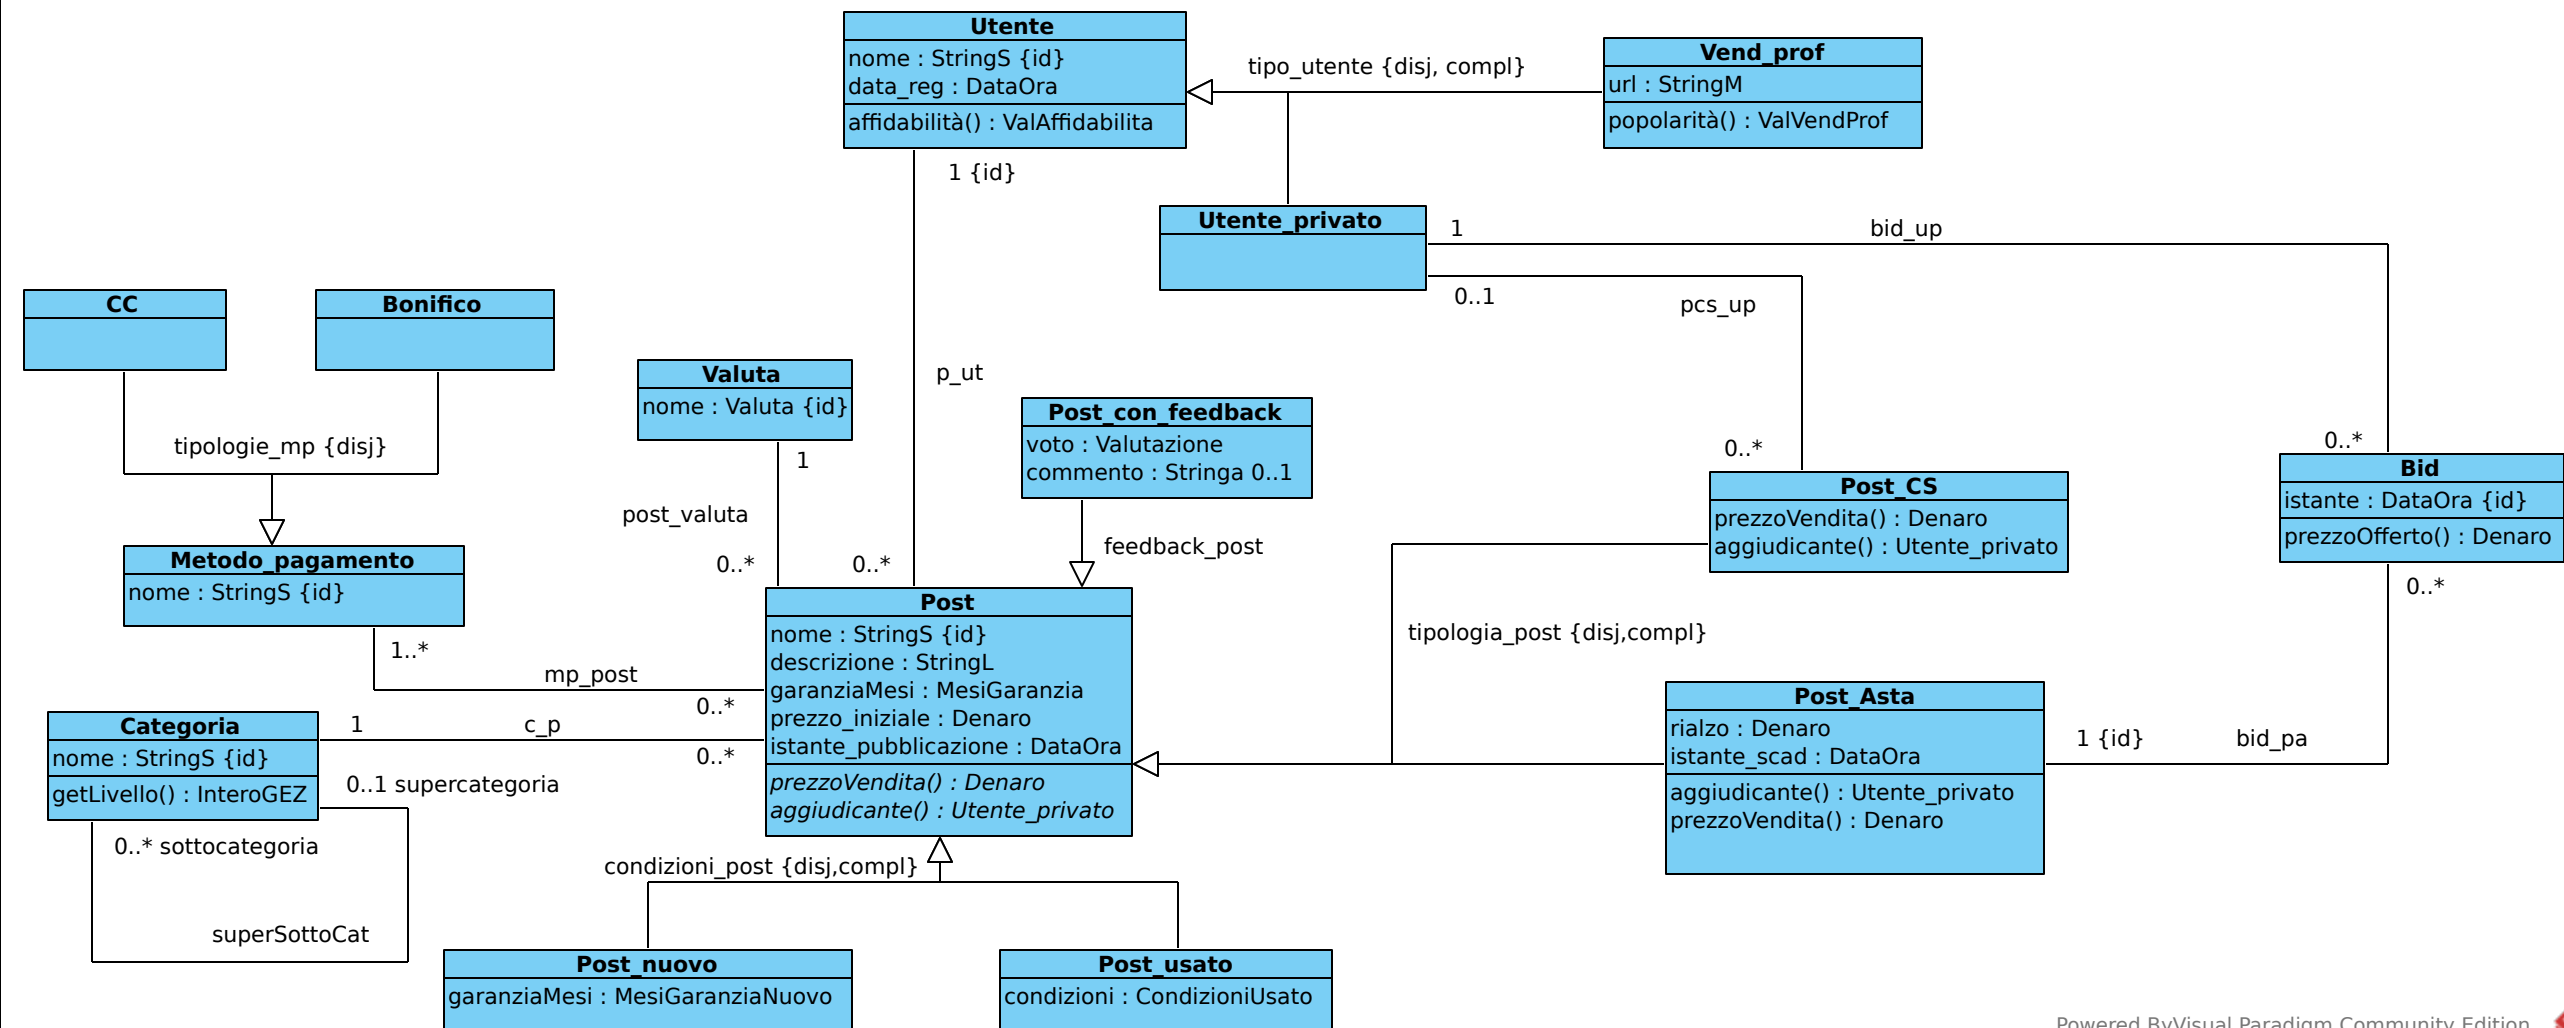 Utente
nome : StringS {id}
data_reg : DataOra
affidabilità() : ValAffidabilita
tipo_utente {disj, compl}
Vend_prof
url : StringM
popolarità() : ValVendProf
1 {id}
Utente_privato
1
bid_up
0..1
pcs_up
CC
Bonifico
tipologie_mp {disj}
Valuta
nome : Valuta {id}
1
post_valuta
0..*
p_ut
0..*
Post_con_feedback
voto : Valutazione
commento : Stringa 0..1
feedback_post
0..*
Post_CS
prezzoVendita() : Denaro
aggiudicante() : Utente_privato
0..*
Bid
istante : DataOra {id}
prezzoOfferto() : Denaro
0..*
Metodo_pagamento
nome : StringS {id}
1..*
mp_post
0..*
Post
nome : StringS {id}
descrizione : StringL
garanziaMesi : MesiGaranzia
prezzo_iniziale : Denaro
istante_pubblicazione : DataOra
prezzoVendita() : Denaro
aggiudicante() : Utente_privato
tipologia_post {disj,compl}
Post_Asta
rialzo : Denaro
istante_scad : DataOra
aggiudicante() : Utente_privato
prezzoVendita() : Denaro
1 {id}
bid_pa
Categoria
nome : StringS {id}
getLivello() : InteroGEZ
1
c_p
0..*
0..1 supercategoria
0..* sottocategoria
superSottoCat
condizioni_post {disj,compl}
Post_nuovo
garanziaMesi : MesiGaranziaNuovo
Post_usato
condizioni : CondizioniUsato
Powered ByVisual Paradigm Community Edition